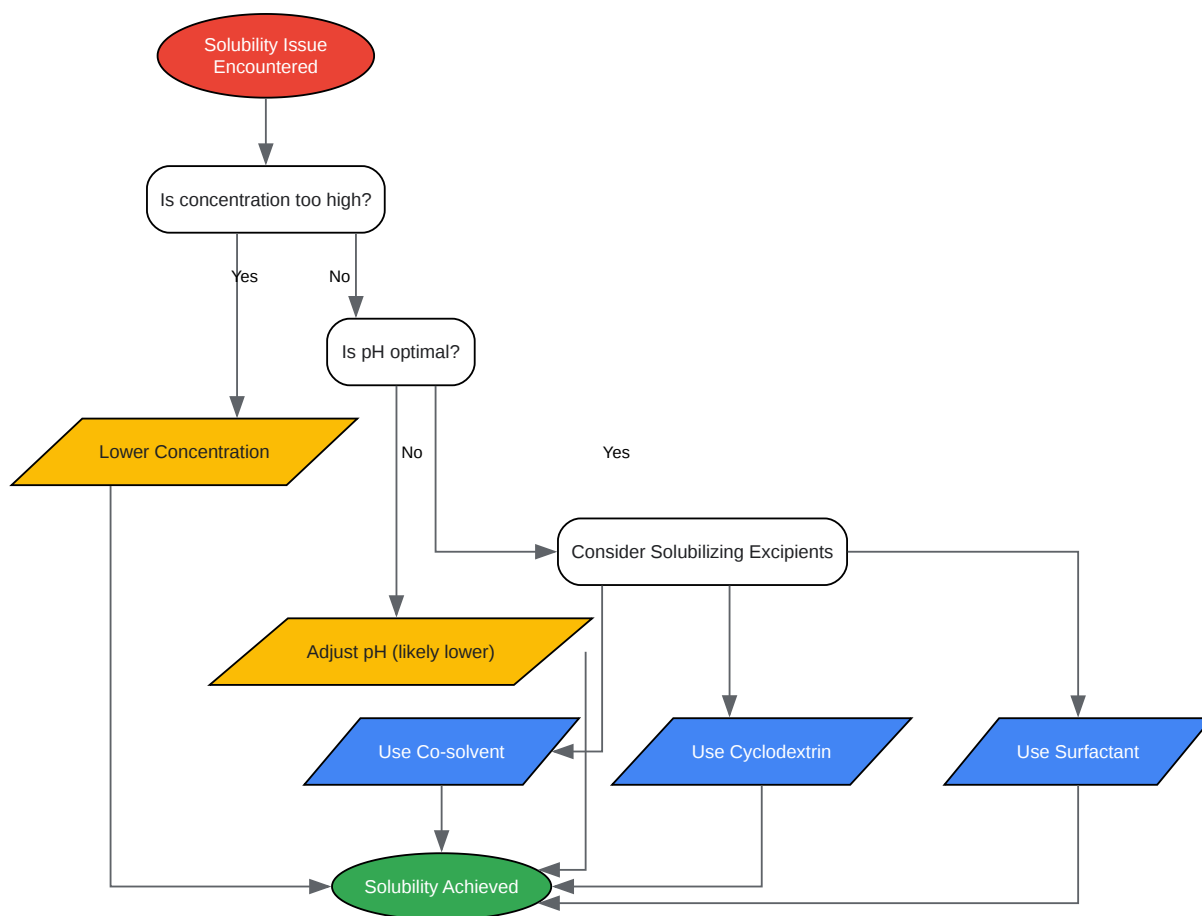 Solubility Issue
Encountered
Is concentration too high?
Yes
No
Is pH optimal?
Lower Concentration
No
Yes
Consider Solubilizing Excipients
Adjust pH (likely lower)
Use Co-solvent
Use Cyclodextrin
Use Surfactant
Solubility Achieved